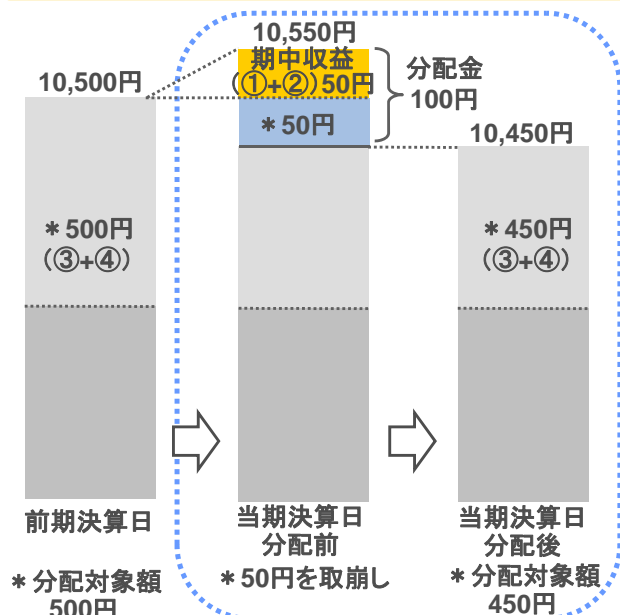 10,500円
＊500円
（③+④）
前期決算日
＊分配対象額
500円
10,550円
期中収益
（①+②）50円
＊50円
分配金
100円
当期決算日
分配前
＊50円を取崩し
10,450円
＊450円
（③+④）
当期決算日
分配後
＊分配対象額
450円